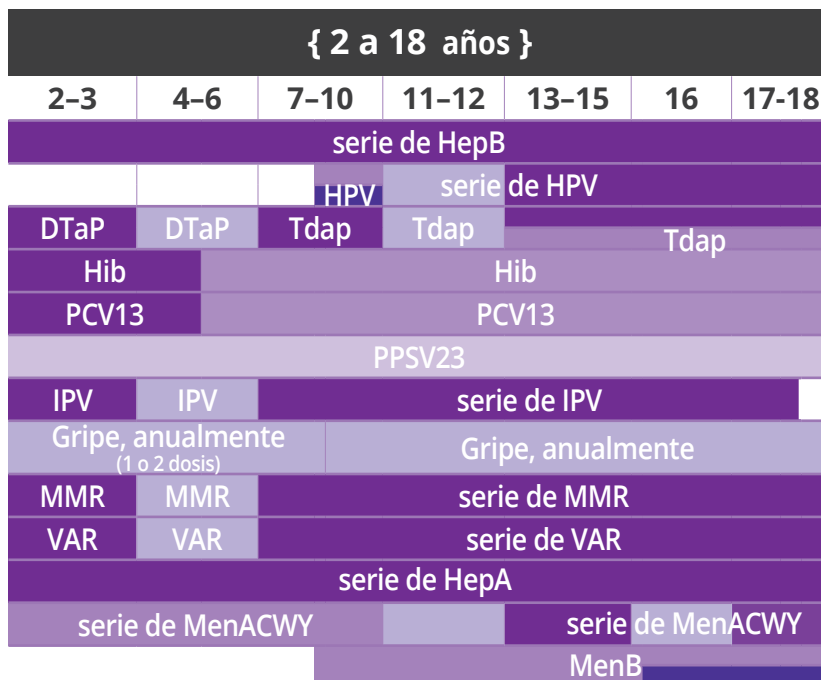 { 2 a 18 años }
2–3 4–6 7–10 11–12 13–15 16 17-18
serie de HepB
HPV serie de HPV
DTaP DTaP Tdap Tdap Tdap
Hib Hib
PCV13 PCV13
PPSV23
IPV IPV serie de IPV
Gripe, anualmente Gripe, anualmente
(1 o 2 dosis)
MMR MMR serie de MMR
VAR VAR serie de VAR
serie de HepA
serie de MenACWY serie de MenACWY
MenB